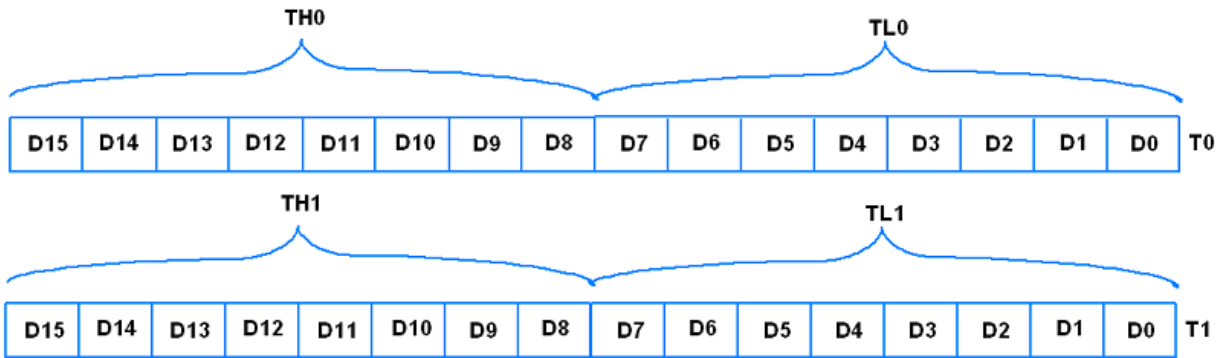 TH0 TL0
D15 D14 D13 D12 D11 D10 D9 D8 D7 D6 D5 D4 D3 D2 D1 D0 T0
TH1 TL1
D15 D14 D13 D12 D11 D10 D9 D8 D7 D6 D5 D4 D3 D2 D1 D0 T1